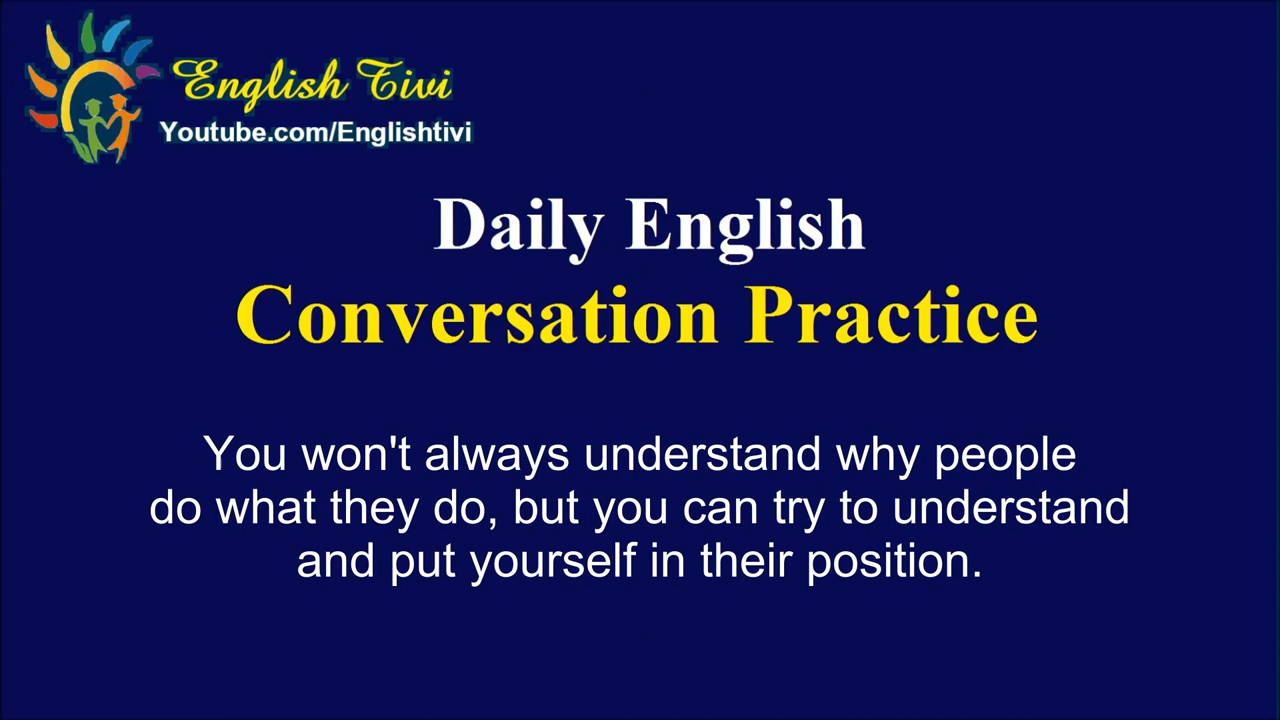 English Tivi
Youtube.com/Englishtivi
Daily English
Conversation Practice
You won't always understand why people
do what they do, but you can try to understand
and put yourself in their position.